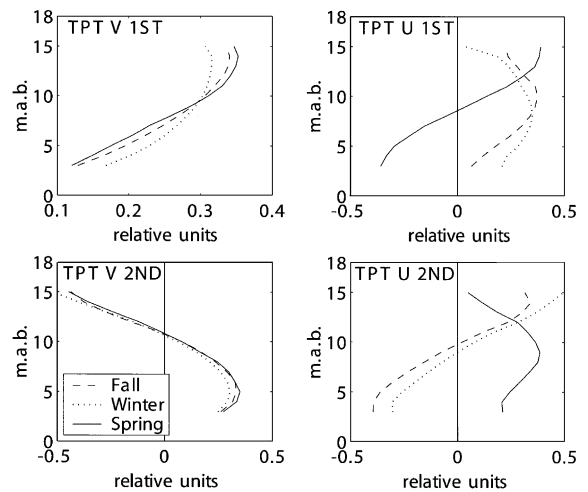 TPT V 1ST
18
15
10
5
0
m.a.b.
0.1
0.2
0.3
0.4
relative units
TPT U 1ST
18
15
10
5
0
m.a.b.
-0.5
0
0.5
relative units
TPT V 2ND
18
15
10
5
0
m.a.b.
Fall
Winter
Spring
-0.5
0
0.5
relative units
TPT U 2ND
18
15
10
5
0
m.a.b.
-0.5
0
0.5
relative units